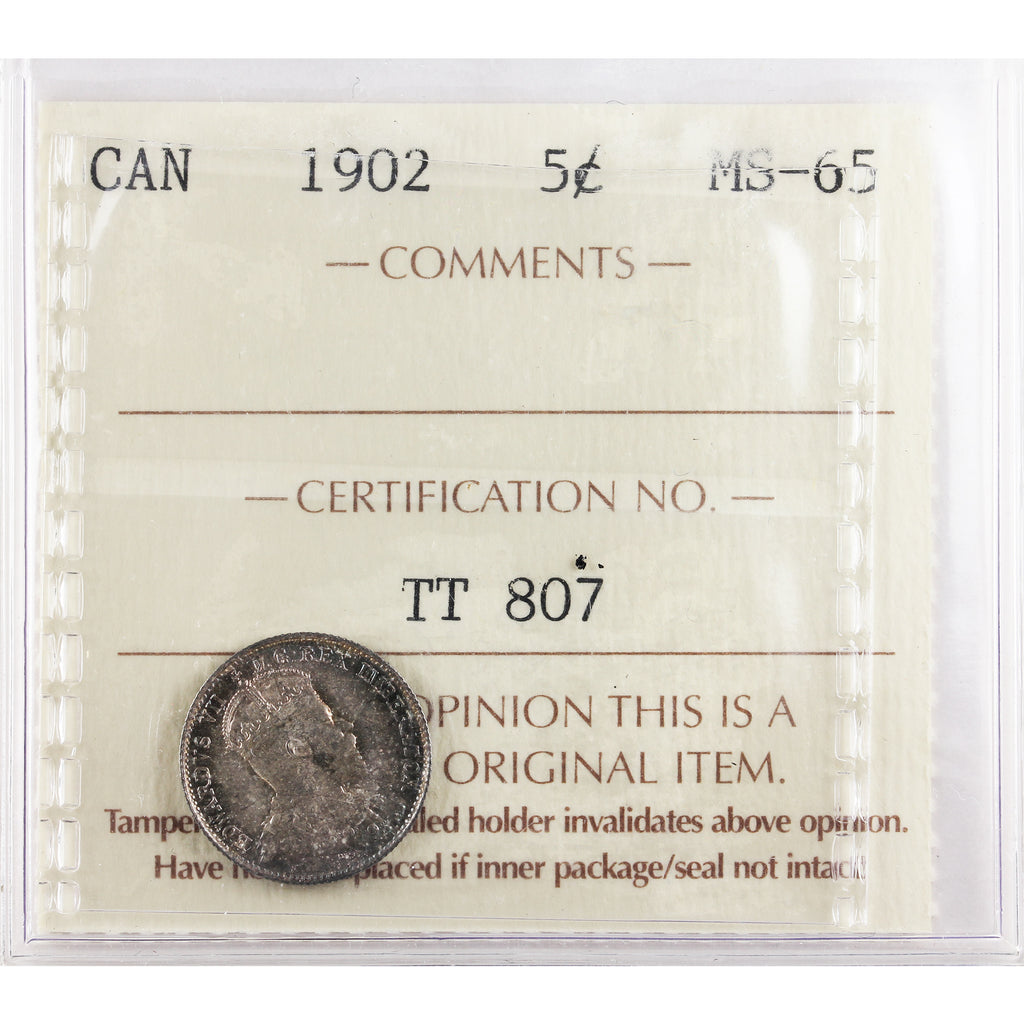 CAN 1902 5¢ MS-65
— COMMENTS —
— CERTIFICATION NO. —
TT 807
OPINION THIS IS A
ORIGINAL ITEM.
Tamper led holder invalidates above opinion.
Have placed if inner package/seal not intact
EDWARDVS VII REX